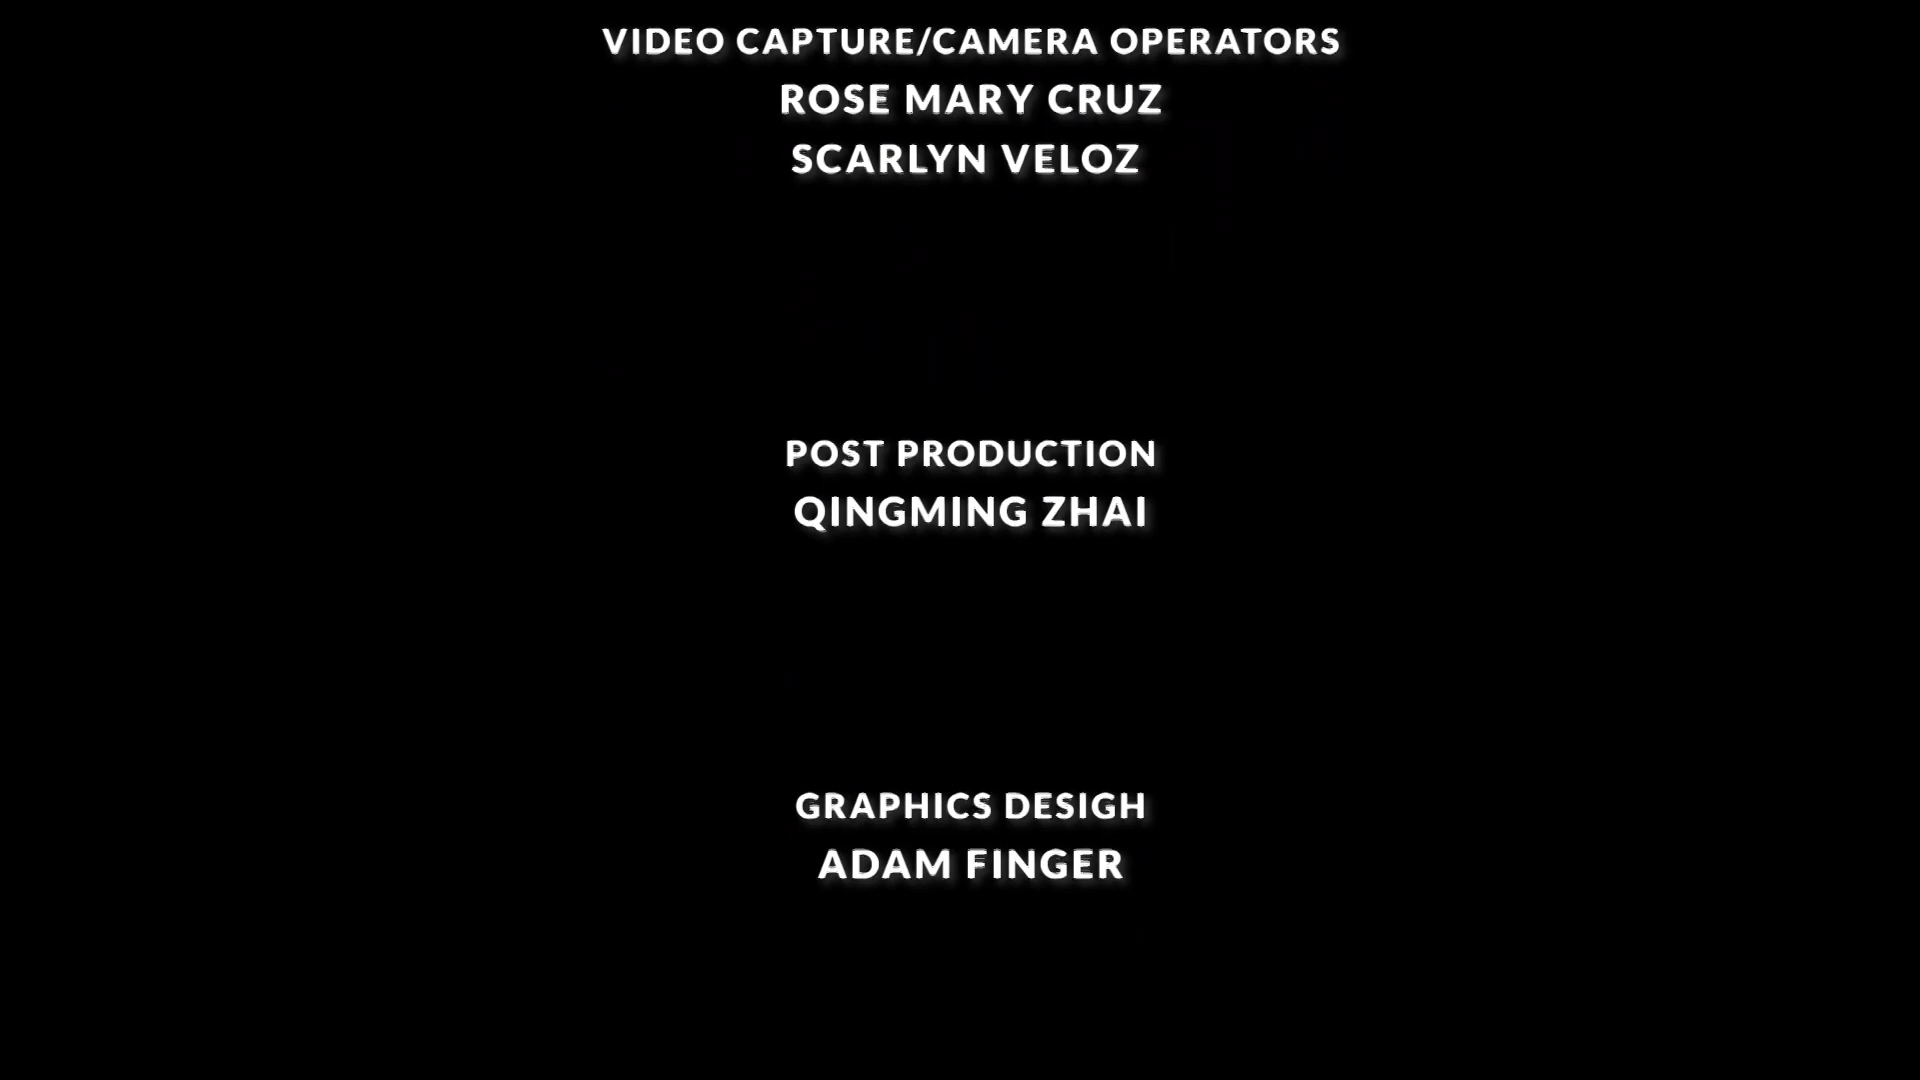 VIDEO CAPTURE/CAMERA OPERATORS
ROSE MARY CRUZ
SCARLYN VELOZ
POST PRODUCTION
QINGMING ZHAI
GRAPHICS DESIGH
ADAM FINGER